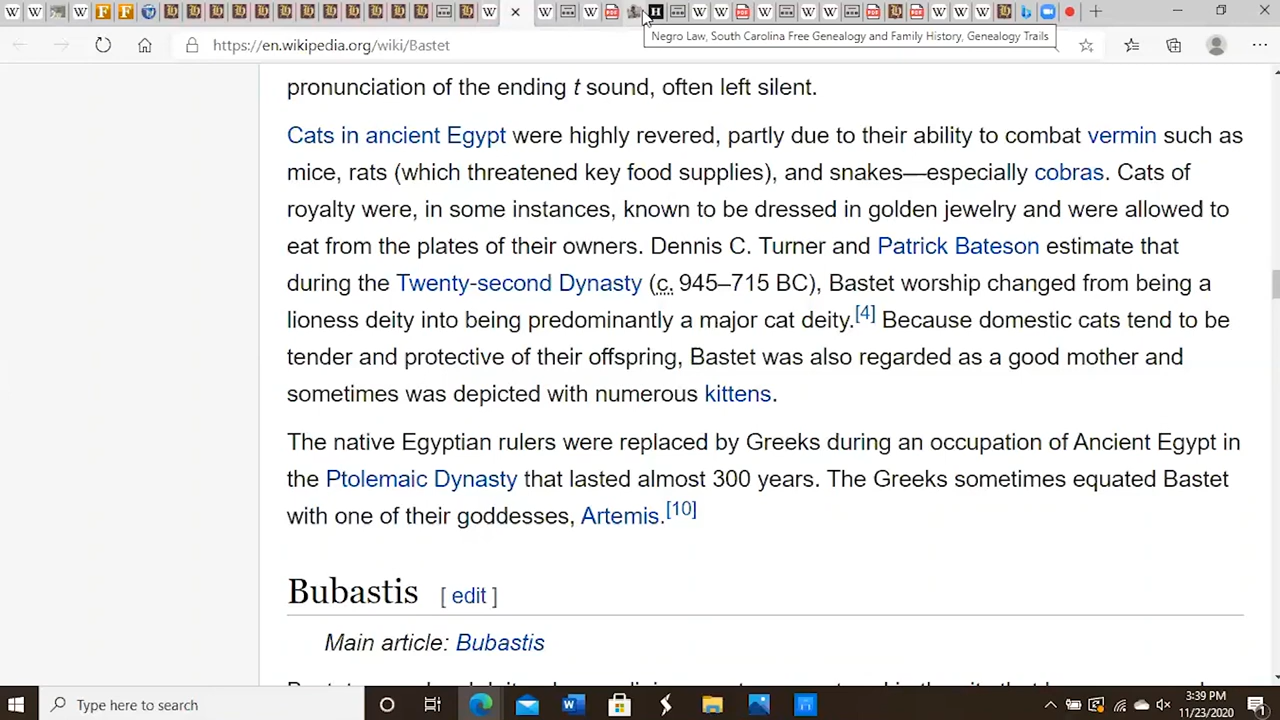 Negro Law, South Carolina Free Genealogy and Family History, Genealogy Trails
https://en.wikipedia.org/wiki/Bastet
pronunciation of the ending t sound, often left silent.
Cats in ancient Egypt were highly revered, partly due to their ability to combat vermin such as
mice, rats (which threatened key food supplies), and snakes—especially cobras. Cats of
royalty were, in some instances, known to be dressed in golden jewelry and were allowed to
eat from the plates of their owners. Dennis C. Turner and Patrick Bateson estimate that
during the Twenty-second Dynasty (c. 945–715 BC), Bastet worship changed from being a
lioness deity into being predominantly a major cat deity.[4] Because domestic cats tend to be
tender and protective of their offspring, Bastet was also regarded as a good mother and
sometimes was depicted with numerous kittens.
The native Egyptian rulers were replaced by Greeks during an occupation of Ancient Egypt in
the Ptolemaic Dynasty that lasted almost 300 years. The Greeks sometimes equated Bastet
with one of their goddesses, Artemis.[10]
Bubastis [ edit ]
Main article: Bubastis
Type here to search
3:39 PM
11/23/2020